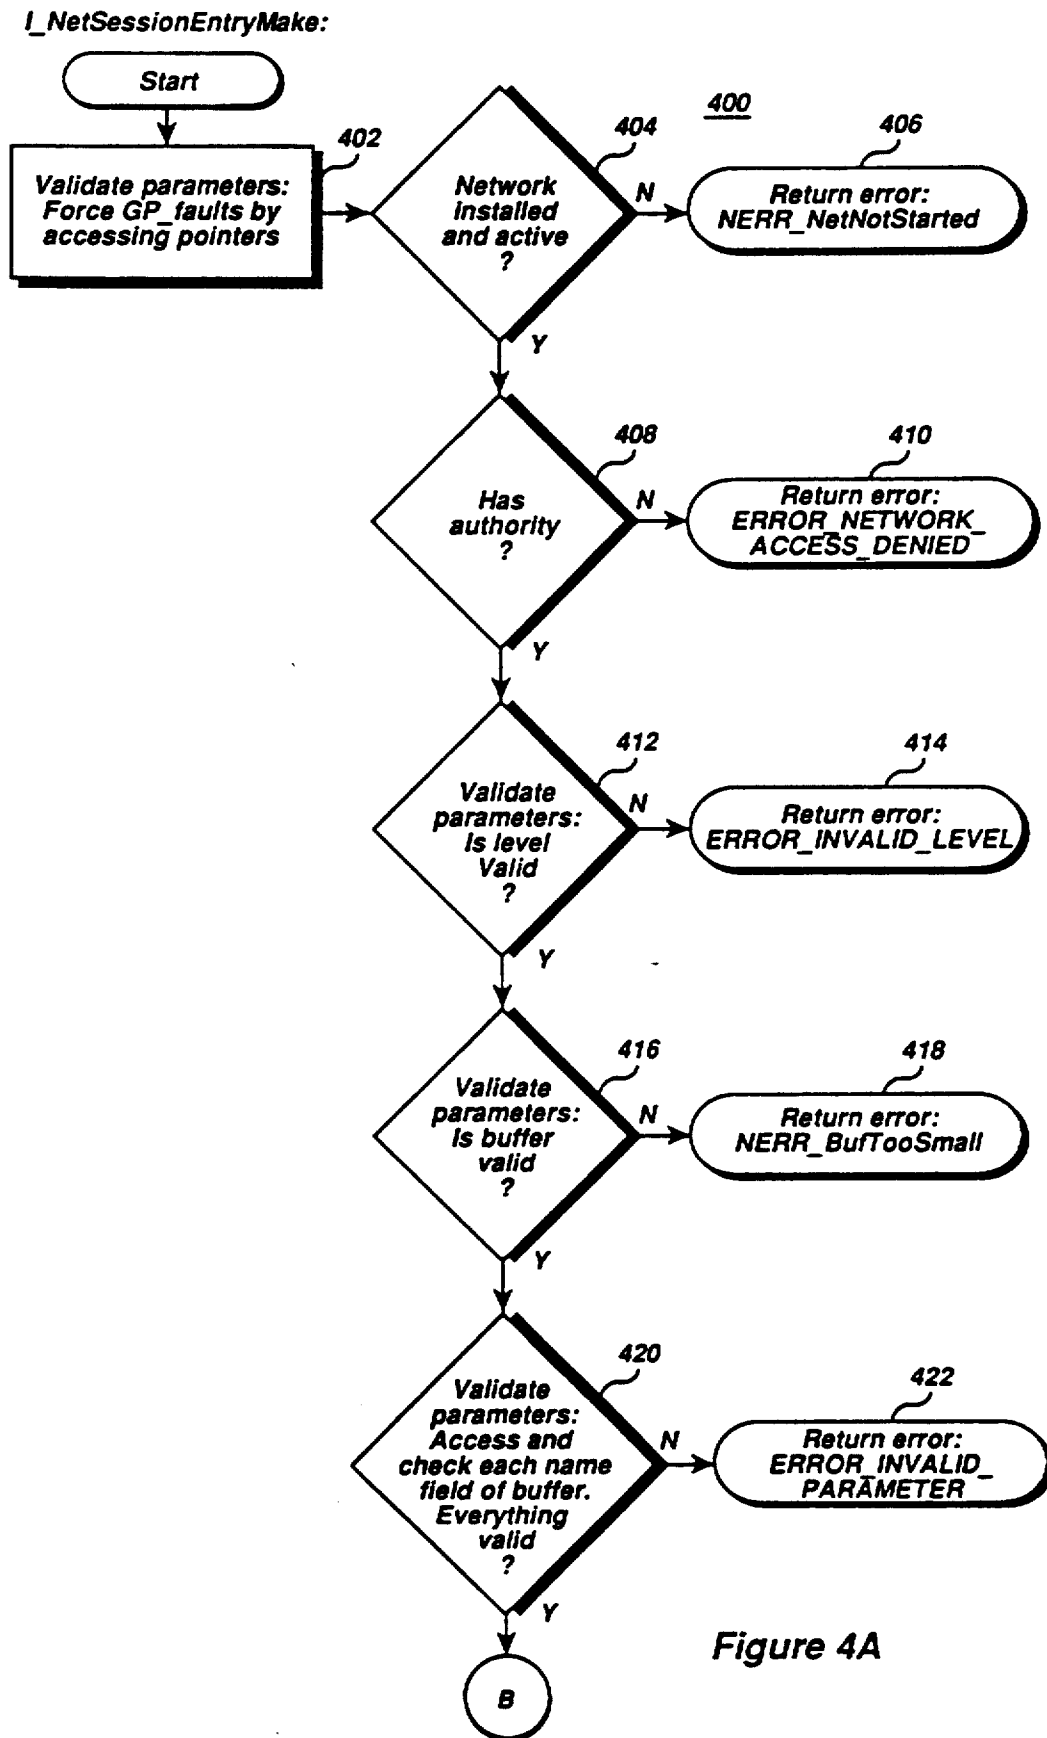 I_NetSessionEntryMake:
Start
400
402
Validate parameters:
Force GP_faults by
accessing pointers
404
Network
installed
and active
?
N
Y
406
Return error:
NERR_NetNotStarted
408
Has
authority
?
N
Y
410
Return error:
ERROR_NETWORK_
ACCESS_DENIED
412
Validate
parameters:
Is level
Valid
?
N
Y
414
Return error:
ERROR_INVALID_LEVEL
416
Validate
parameters:
Is buffer
valid
?
N
Y
418
Return error:
NERR_BufTooSmall
420
Validate
parameters:
Access and
check each name
field of buffer.
Everything
valid
?
N
Y
422
Return error:
ERROR_INVALID_
PARAMETER
B
Figure 4A